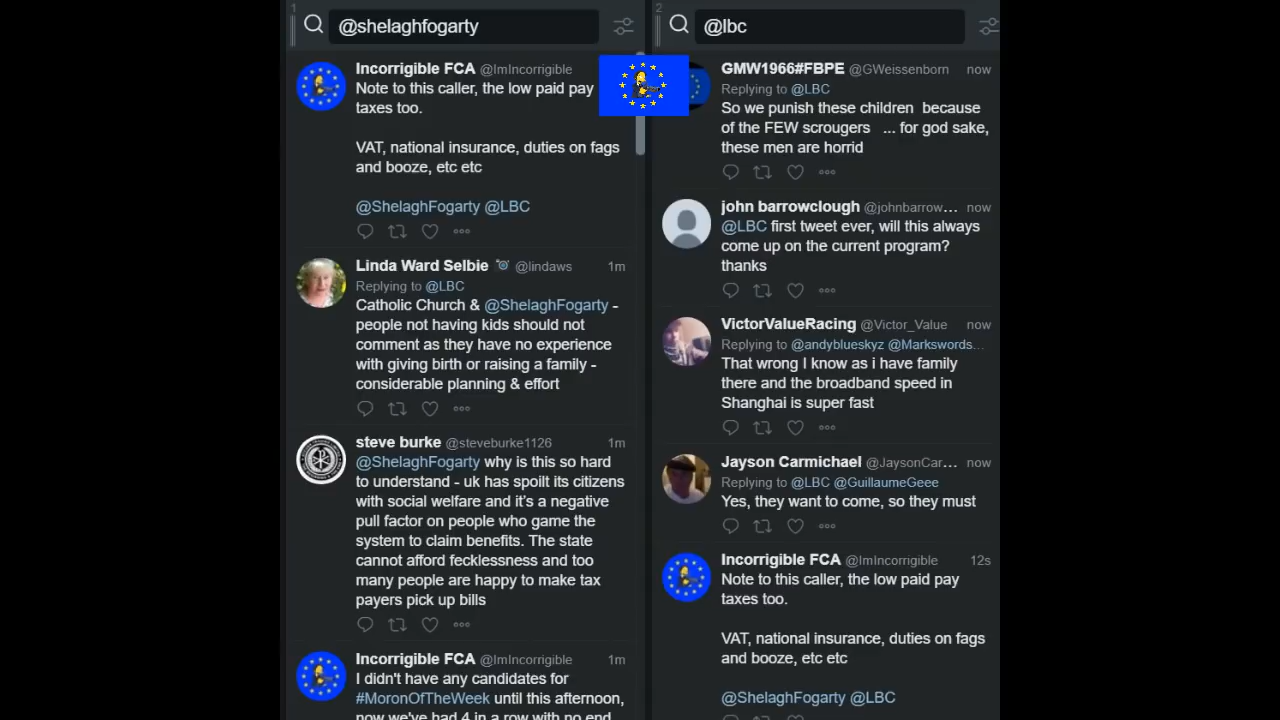 1
@shelaghfogarty
Incorrigible FCA @ImIncorrigible
Note to this caller, the low paid pay
taxes too.
VAT, national insurance, duties on fags
and booze, etc etc
@ShelaghFogarty @LBC
Linda Ward Selbie @lindaws 1m
Replying to @LBC
Catholic Church & @ShelaghFogarty -
people not having kids should not
comment as they have no experience
with giving birth or raising a family -
considerable planning & effort
steve burke @steveburke1126 1m
@ShelaghFogarty why is this so hard
to understand - uk has spoilt its citizens
with social welfare and it's a negative
pull factor on people who game the
system to claim benefits. The state
cannot afford fecklessness and too
many people are happy to make tax
payers pick up bills
Incorrigible FCA @ImIncorrigible 1m
I didn't have any candidates for
#MoronOfTheWeek until this afternoon,
now we've had 4 in a row with no end
2
@lbc
GMW1966#FBPE @GWeissenborn now
Replying to @LBC
So we punish these children because
of the FEW scrougers ... for god sake,
these men are horrid
john barrowclough @johnbarrow... now
@LBC first tweet ever, will this always
come up on the current program?
thanks
VictorValueRacing @Victor_Value now
Replying to @andyblueskyz @Markswords...
That wrong I know as i have family
there and the broadband speed in
Shanghai is super fast
Jayson Carmichael @JaysonCar... now
Replying to @LBC @GuillaumeGeee
Yes, they want to come, so they must
Incorrigible FCA @ImIncorrigible 12s
Note to this caller, the low paid pay
taxes too.
VAT, national insurance, duties on fags
and booze, etc etc
@ShelaghFogarty @LBC